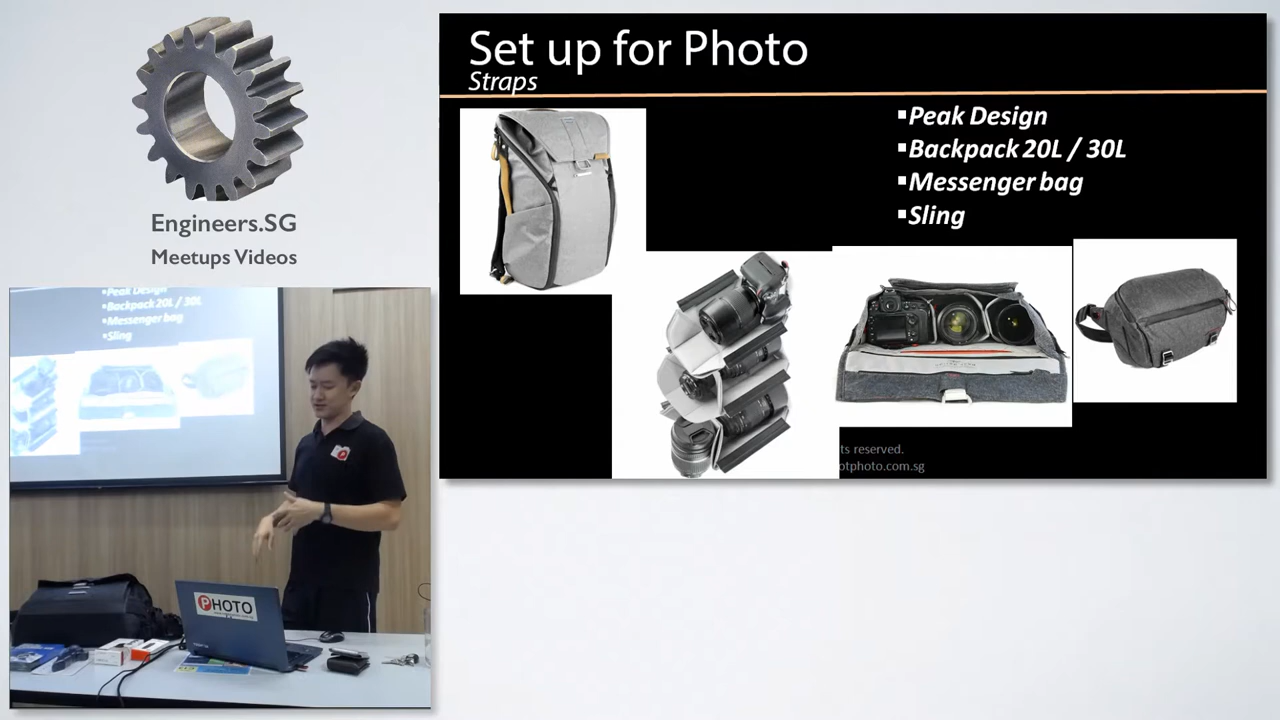 Engineers.SG
Meetups Videos
Set up for Photo
Straps
▪Peak Design
▪Backpack 20L / 30L
▪Messenger bag
▪Sling
ts reserved.
otphoto.com.sg
Peak Design
Backpack 20L / 30L
Messenger bag
Sling
PHOTO